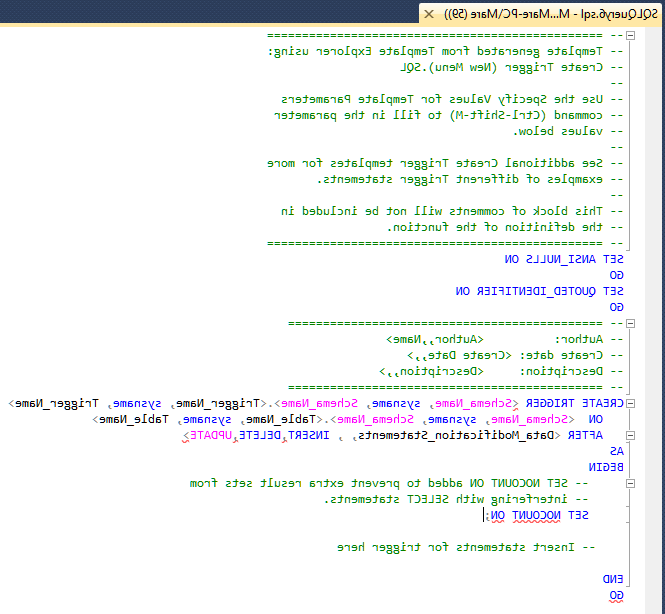 SQLQuery6.sql - M...Mare-PC\Mare (59))
-- =============================================
-- Template generated from Template Explorer using:
-- Create Trigger (New Menu).SQL
--
-- Use the Specify Values for Template Parameters
-- command (Ctrl-Shift-M) to fill in the parameter
-- values below.
--
-- See additional Create Trigger templates for more
-- examples of different Trigger statements.
--
-- This block of comments will not be included in
-- the definition of the function.
-- ================================================
SET ANSI_NULLS ON
GO
SET QUOTED_IDENTIFIER ON
GO
-- =============================================
-- Author: <Author,,Name>
-- Create date: <Create Date,,>
-- Description: <Description,,>
-- =============================================
CREATE TRIGGER <Schema_Name, sysname, Schema_Name>.<Trigger_Name, sysname, Trigger_Name>
ON <Schema_Name, sysname, Schema_Name>.<Table_Name, sysname, Table_Name>
AFTER <Data_Modification_Statements, , INSERT,DELETE,UPDATE>
AS
BEGIN
-- SET NOCOUNT ON added to prevent extra result sets from
-- interfering with SELECT statements.
SET NOCOUNT ON;
-- Insert statements for trigger here
END
GO